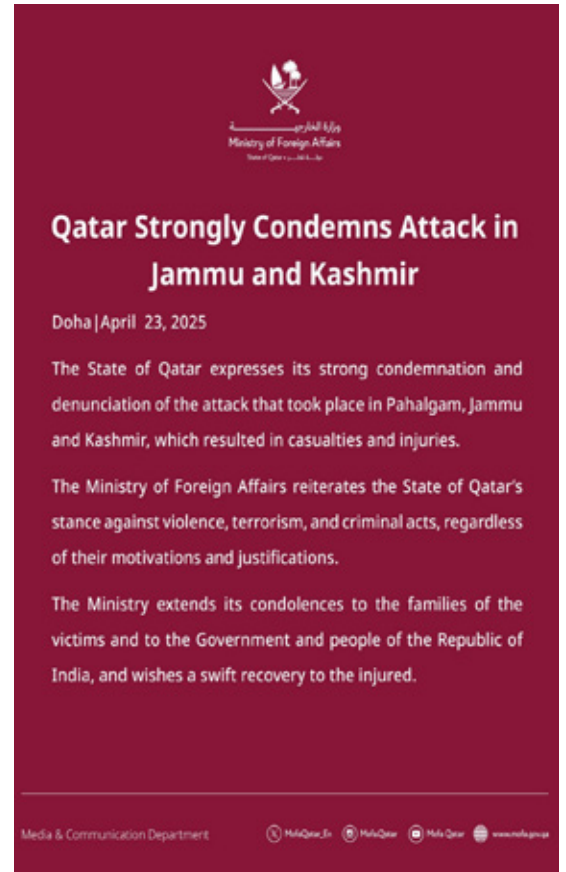 وزارة الخارجيـــــــة
Ministry of Foreign Affairs
Qatar Strongly Condemns Attack in
Jammu and Kashmir
Doha|April 23, 2025
The State of Qatar expresses its strong condemnation and
denunciation of the attack that took place in Pahalgam, Jammu
and Kashmir, which resulted in casualties and injuries.
The Ministry of Foreign Affairs reiterates the State of Qatar's
stance against violence, terrorism, and criminal acts, regardless
of their motivations and justifications.
The Ministry extends its condolences to the families of the
victims and to the Government and people of the Republic of
India, and wishes a swift recovery to the injured.
Media & Communication Department MofaQatar_En MofaQatar Mofa Qatar www.mofa.gov.qa